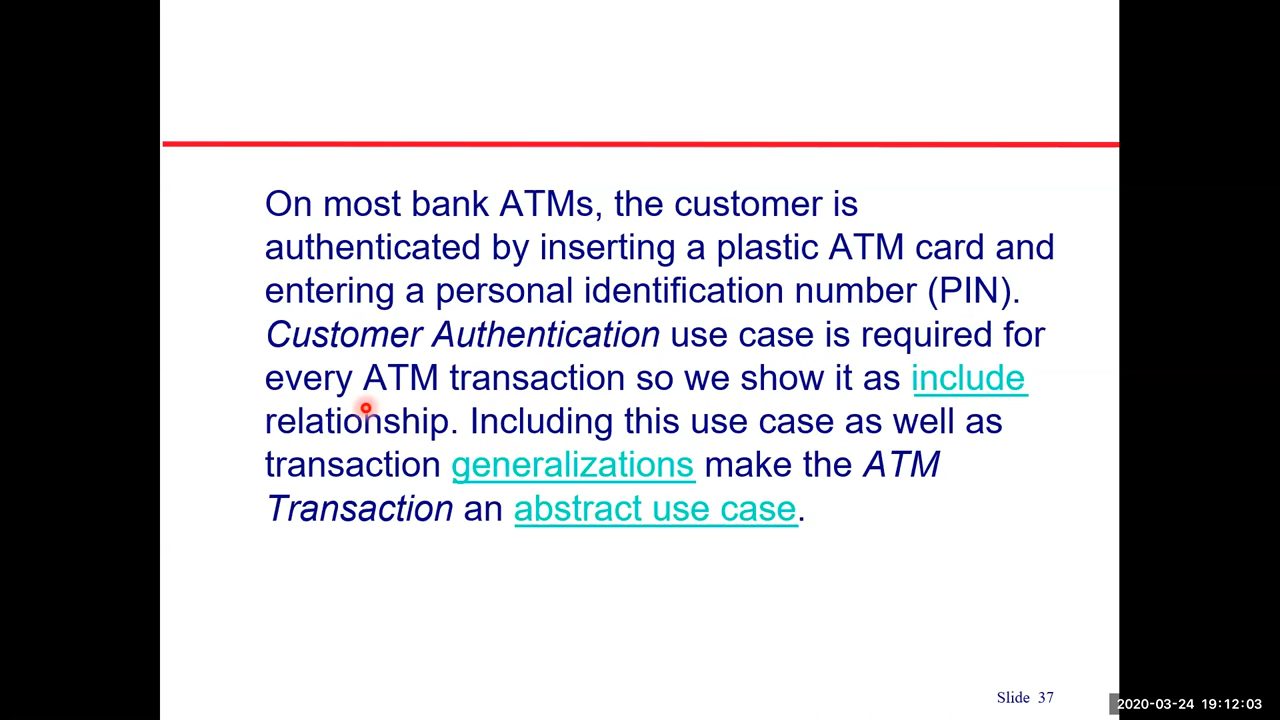 On most bank ATMs, the customer is
authenticated by inserting a plastic ATM card and
entering a personal identification number (PIN).
Customer Authentication use case is required for
every ATM transaction so we show it as include
relationship. Including this use case as well as
transaction generalizations make the ATM
Transaction an abstract use case.
Slide 37
2020-03-24 19:12:03